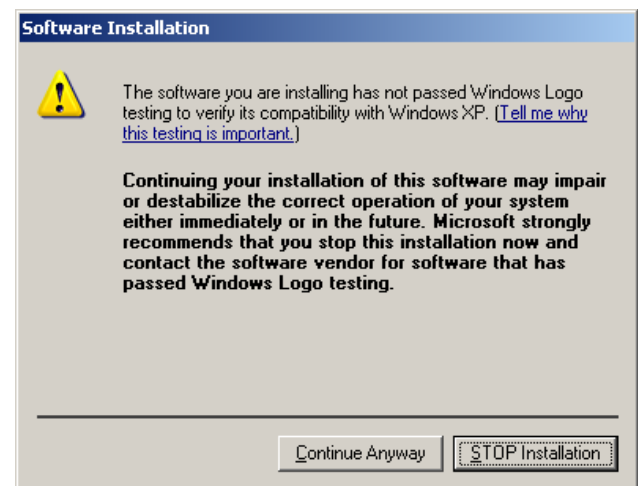 Software Installation
The software you are installing has not passed Windows Logo
testing to verify its compatibility with Windows XP. (Tell me why
this testing is important.)
Continuing your installation of this software may impair
or destabilize the correct operation of your system
either immediately or in the future. Microsoft strongly
recommends that you stop this installation now and
contact the software vendor for software that has
passed Windows Logo testing.
Continue Anyway
STOP Installation